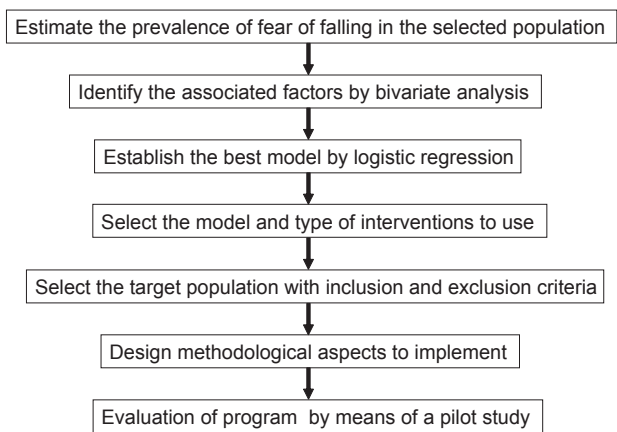 Estimate the prevalence of fear of falling in the selected population
Identify the associated factors by bivariate analysis
Establish the best model by logistic regression
Select the model and type of interventions to use
Select the target population with inclusion and exclusion criteria
Design methodological aspects to implement
Evaluation of program by means of a pilot study